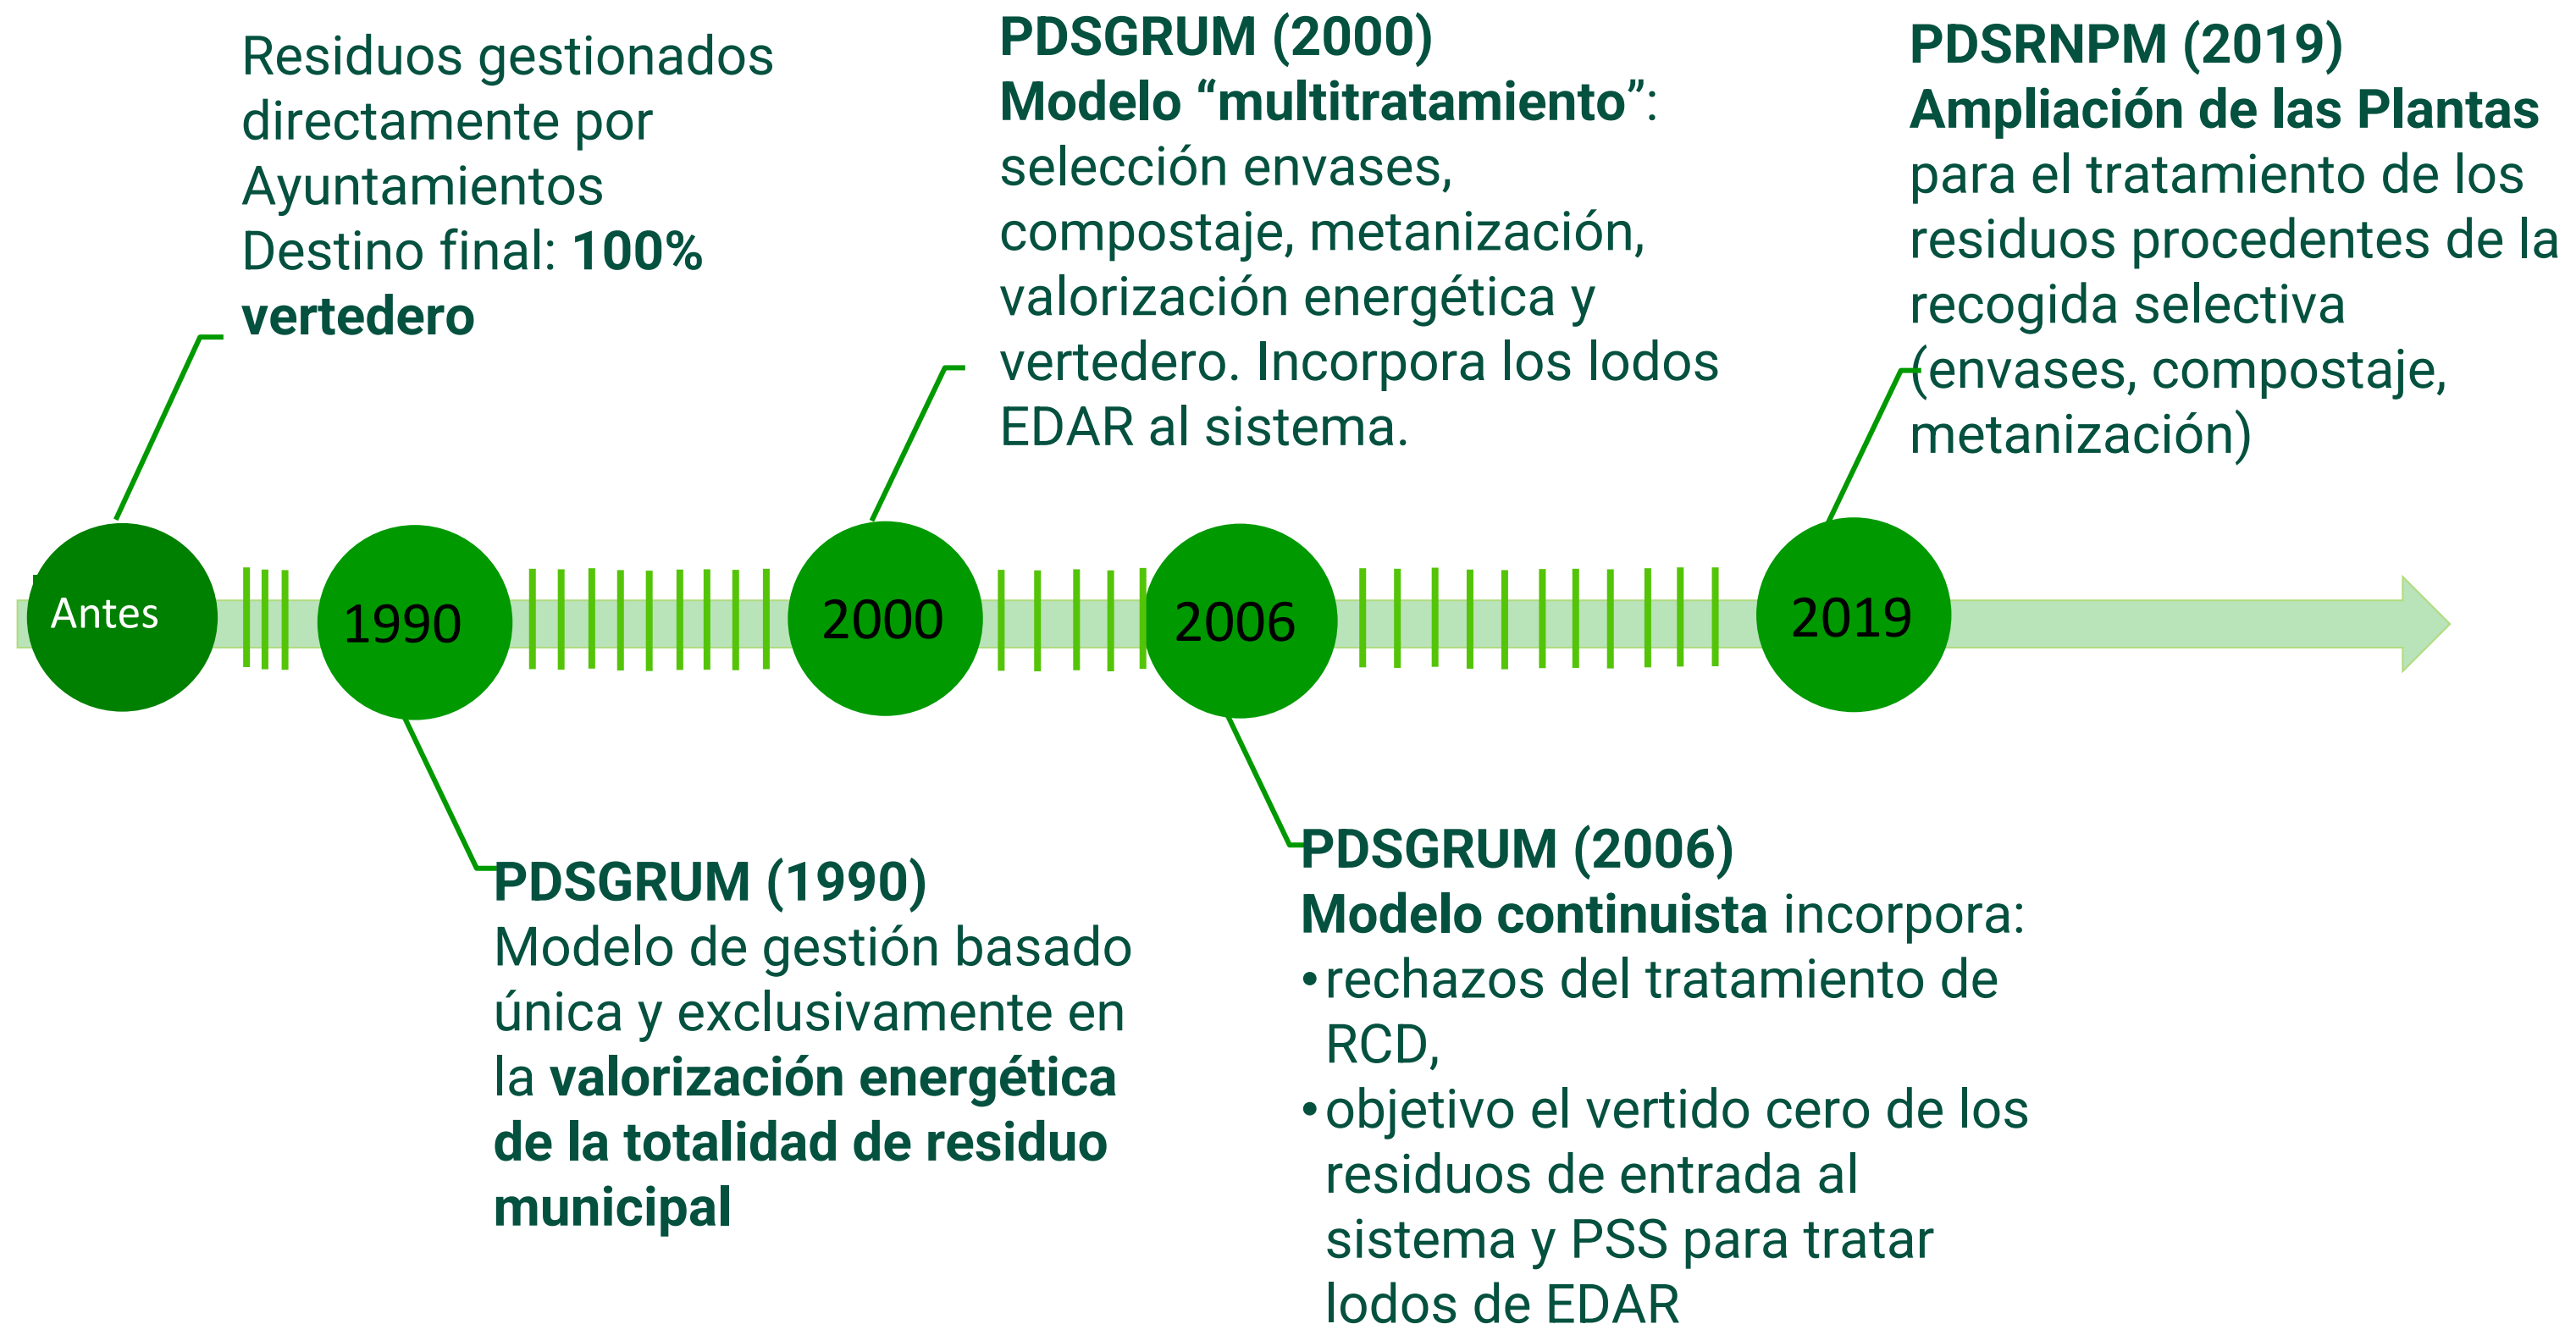 Residuos gestionados
directamente por
Ayuntamientos
Destino final: 100%
vertedero
PDSGRUM (2000)
Modelo “multitratamiento”:
selección envases,
compostaje, metanización,
valorización energética y
vertedero. Incorpora los lodos
EDAR al sistema.
PDSRNPM (2019)
Ampliación de las Plantas
para el tratamiento de los
residuos procedentes de la
recogida selectiva
(envases, compostaje,
metanización)
Antes
1990
2000
2006
2019
PDSGRUM (1990)
Modelo de gestión basado
única y exclusivamente en
la valorización energética
de la totalidad de residuo
municipal
PDSGRUM (2006)
Modelo continuista incorpora:
•rechazos del tratamiento de
RCD,
•objetivo el vertido cero de los
residuos de entrada al
sistema y PSS para tratar
lodos de EDAR